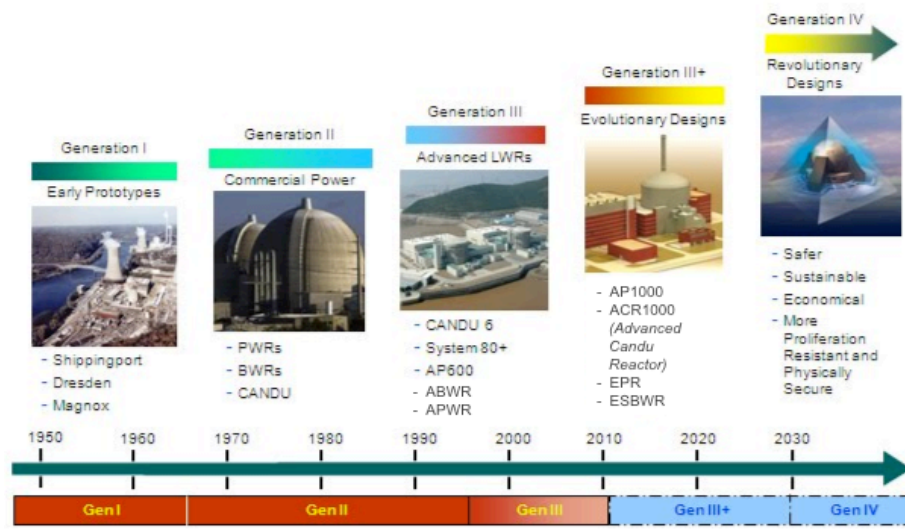 Generation I
Early Prototypes
- Shippingport
- Dresden
- Magnox
Generation II
Commercial Power
- PWRs
- BWRs
- CANDU
Generation III
Advanced LWRs
- CANDU 6
- System 80+
- AP600
- ABWR
- APWR
Generation III+
Evolutionary Designs
- AP1000
- ACR1000
(Advanced
Candu
Reactor)
- EPR
- ESBWR
Generation IV
Revolutionary
Designs
- Safer
- Sustainable
- Economical
- More
Proliferation
Resistant and
Physically
Secure
1950 1960 1970 1980 1990 2000 2010 2020 2030
Gen I Gen II Gen III Gen III+ Gen IV